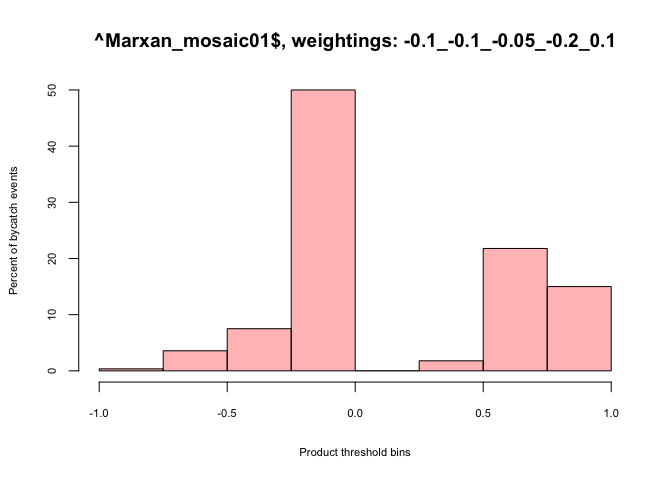 ^Marxan_mosaic01$, weightings: -0.1_-0.1_-0.05_-0.2_0.1
Percent of bycatch events
50
40
30
20
10
0
-1.0 -0.5 0.0 0.5 1.0
Product threshold bins